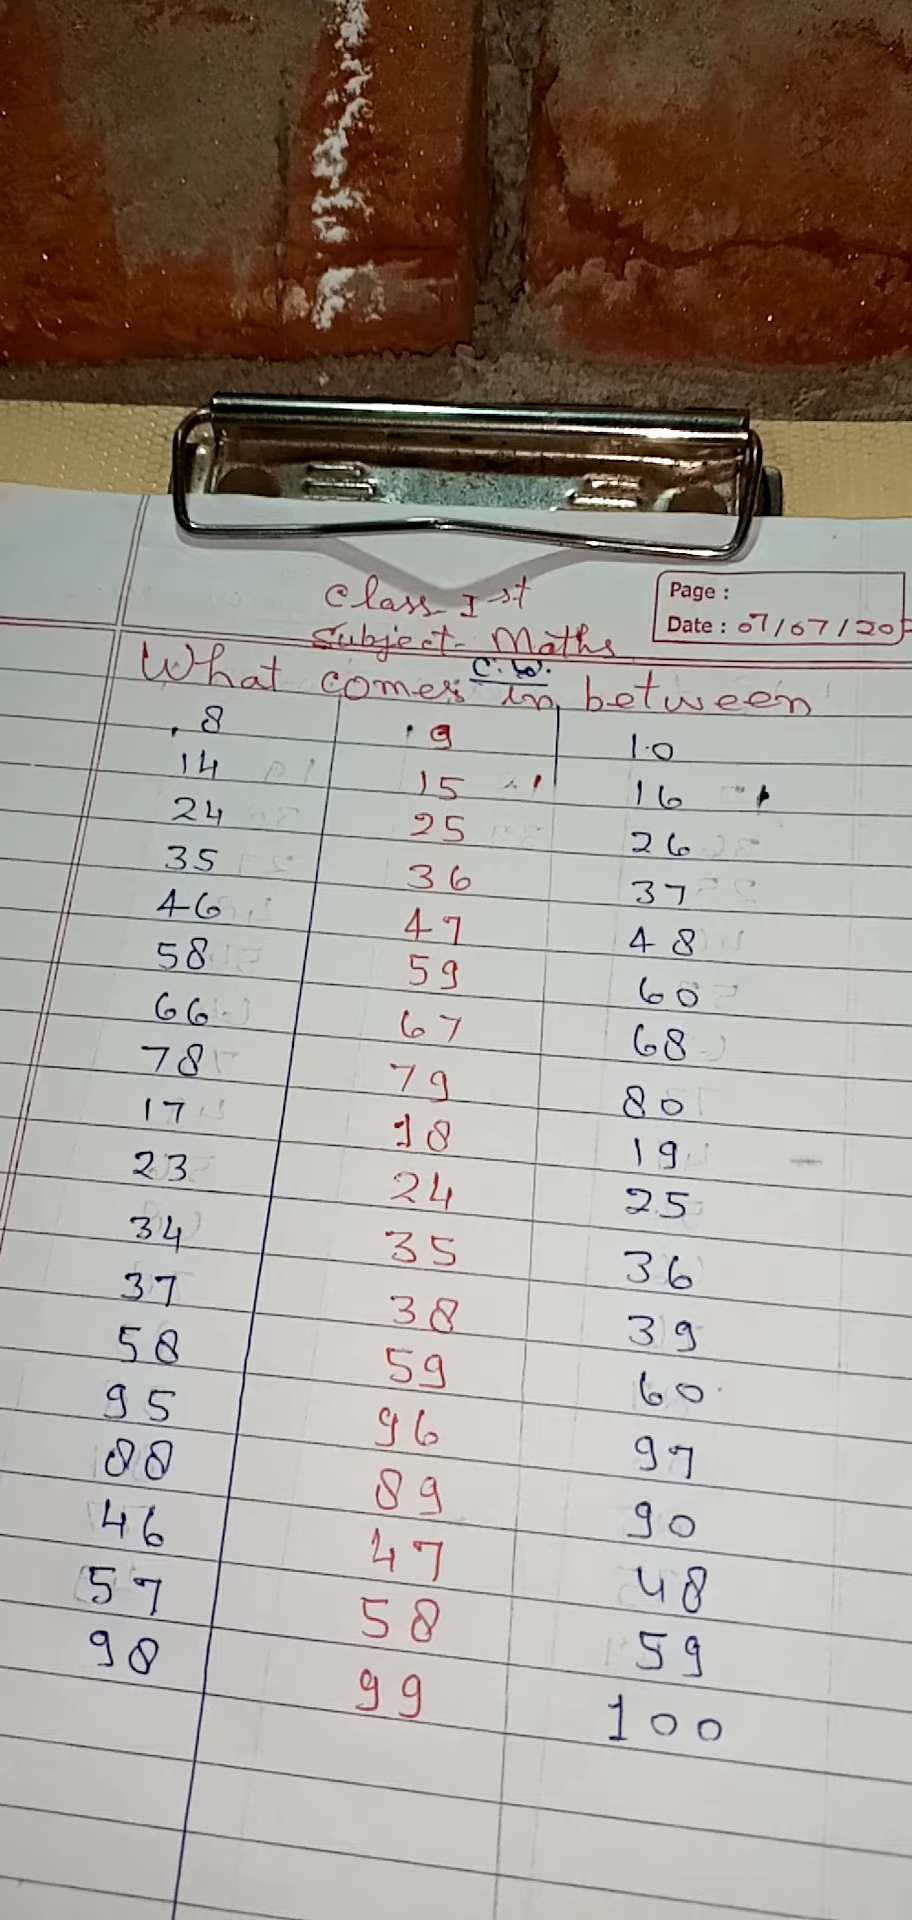 Class-Ist
Page :
Subject- Maths
Date : 07/07/20
C.W.
What comes in between
8 9 10
14 15 16
24 25 26
35 36 37
46 47 48
58 59 60
66 67 68
78 79 80
17 18 19
23 24 25
34 35 36
37 38 39
58 59 60
95 96 97
88 89 90
46 47 48
57 58 59
98 99 100